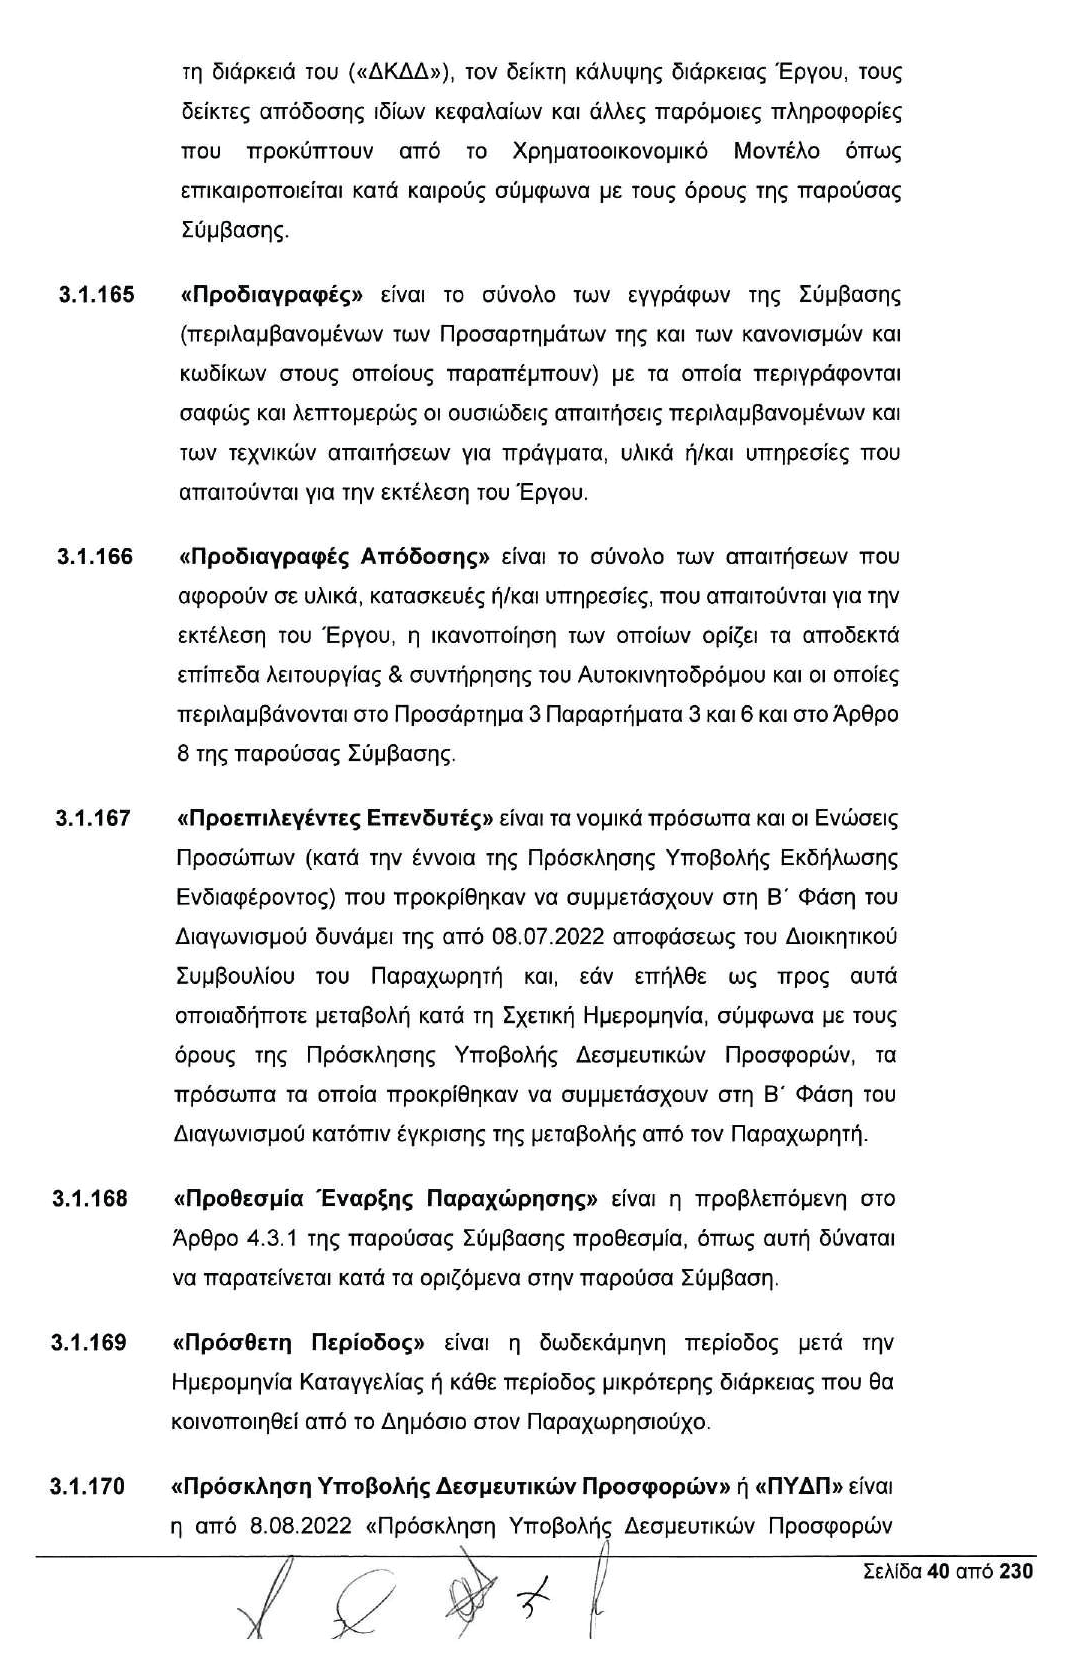 τη διάρκειά του («ΔΚΔΔ»), τον δείκτη κάλυψης διάρκειας Έργου, τους
δείκτες απόδοσης ιδίων κεφαλαίων και άλλες παρόμοιες πληροφορίες
που προκύπτουν από το Χρηματοοικονομικό Μοντέλο όπως
επικαιροποιείται κατά καιρούς σύμφωνα με τους όρους της παρούσας
Σύμβασης.
3.1.165 «Προδιαγραφές» είναι το σύνολο των εγγράφων της Σύμβασης
(περιλαμβανομένων των Προσαρτημάτων της και των κανονισμών και
κωδίκων στους οποίους παραπέμπουν) με τα οποία περιγράφονται
σαφώς και λεπτομερώς οι ουσιώδεις απαιτήσεις περιλαμβανομένων και
των τεχνικών απαιτήσεων για πράγματα, υλικά ή/και υπηρεσίες που
απαιτούνται για την εκτέλεση του Έργου.
3.1.166 «Προδιαγραφές Απόδοσης» είναι το σύνολο των απαιτήσεων που
αφορούν σε υλικά, κατασκευές ή/και υπηρεσίες, που απαιτούνται για την
εκτέλεση του Έργου, η ικανοποίηση των οποίων ορίζει τα αποδεκτά
επίπεδα λειτουργίας & συντήρησης του Αυτοκινητοδρόμου και οι οποίες
περιλαμβάνονται στο Προσάρτημα 3 Παραρτήματα 3 και 6 και στο Άρθρο
8 της παρούσας Σύμβασης.
3.1.167 «Προεπιλεγέντες Επενδυτές» είναι τα νομικά πρόσωπα και οι Ενώσεις
Προσώπων (κατά την έννοια της Πρόσκλησης Υποβολής Εκδήλωσης
Ενδιαφέροντος) που προκρίθηκαν να συμμετάσχουν στη Β΄ Φάση του
Διαγωνισμού δυνάμει της από 08.07.2022 αποφάσεως του Διοικητικού
Συμβουλίου του Παραχωρητή και, εάν επήλθε ως προς αυτά
οποιαδήποτε μεταβολή κατά τη Σχετική Ημερομηνία, σύμφωνα με τους
όρους της Πρόσκλησης Υποβολής Δεσμευτικών Προσφορών, τα
πρόσωπα τα οποία προκρίθηκαν να συμμετάσχουν στη Β΄ Φάση του
Διαγωνισμού κατόπιν έγκρισης της μεταβολής από τον Παραχωρητή.
3.1.168 «Προθεσμία Έναρξης Παραχώρησης» είναι η προβλεπόμενη στο
Άρθρο 4.3.1 της παρούσας Σύμβασης προθεσμία, όπως αυτή δύναται
να παρατείνεται κατά τα οριζόμενα στην παρούσα Σύμβαση.
3.1.169 «Πρόσθετη Περίοδος» είναι η δωδεκάμηνη περίοδος μετά την
Ημερομηνία Καταγγελίας ή κάθε περίοδος μικρότερης διάρκειας που θα
κοινοποιηθεί από το Δημόσιο στον Παραχωρησιούχο.
3.1.170 «Πρόσκληση Υποβολής Δεσμευτικών Προσφορών» ή «ΠΥΔΠ» είναι
η από 8.08.2022 «Πρόσκληση Υποβολής Δεσμευτικών Προσφορών
Σελίδα 40 από 230